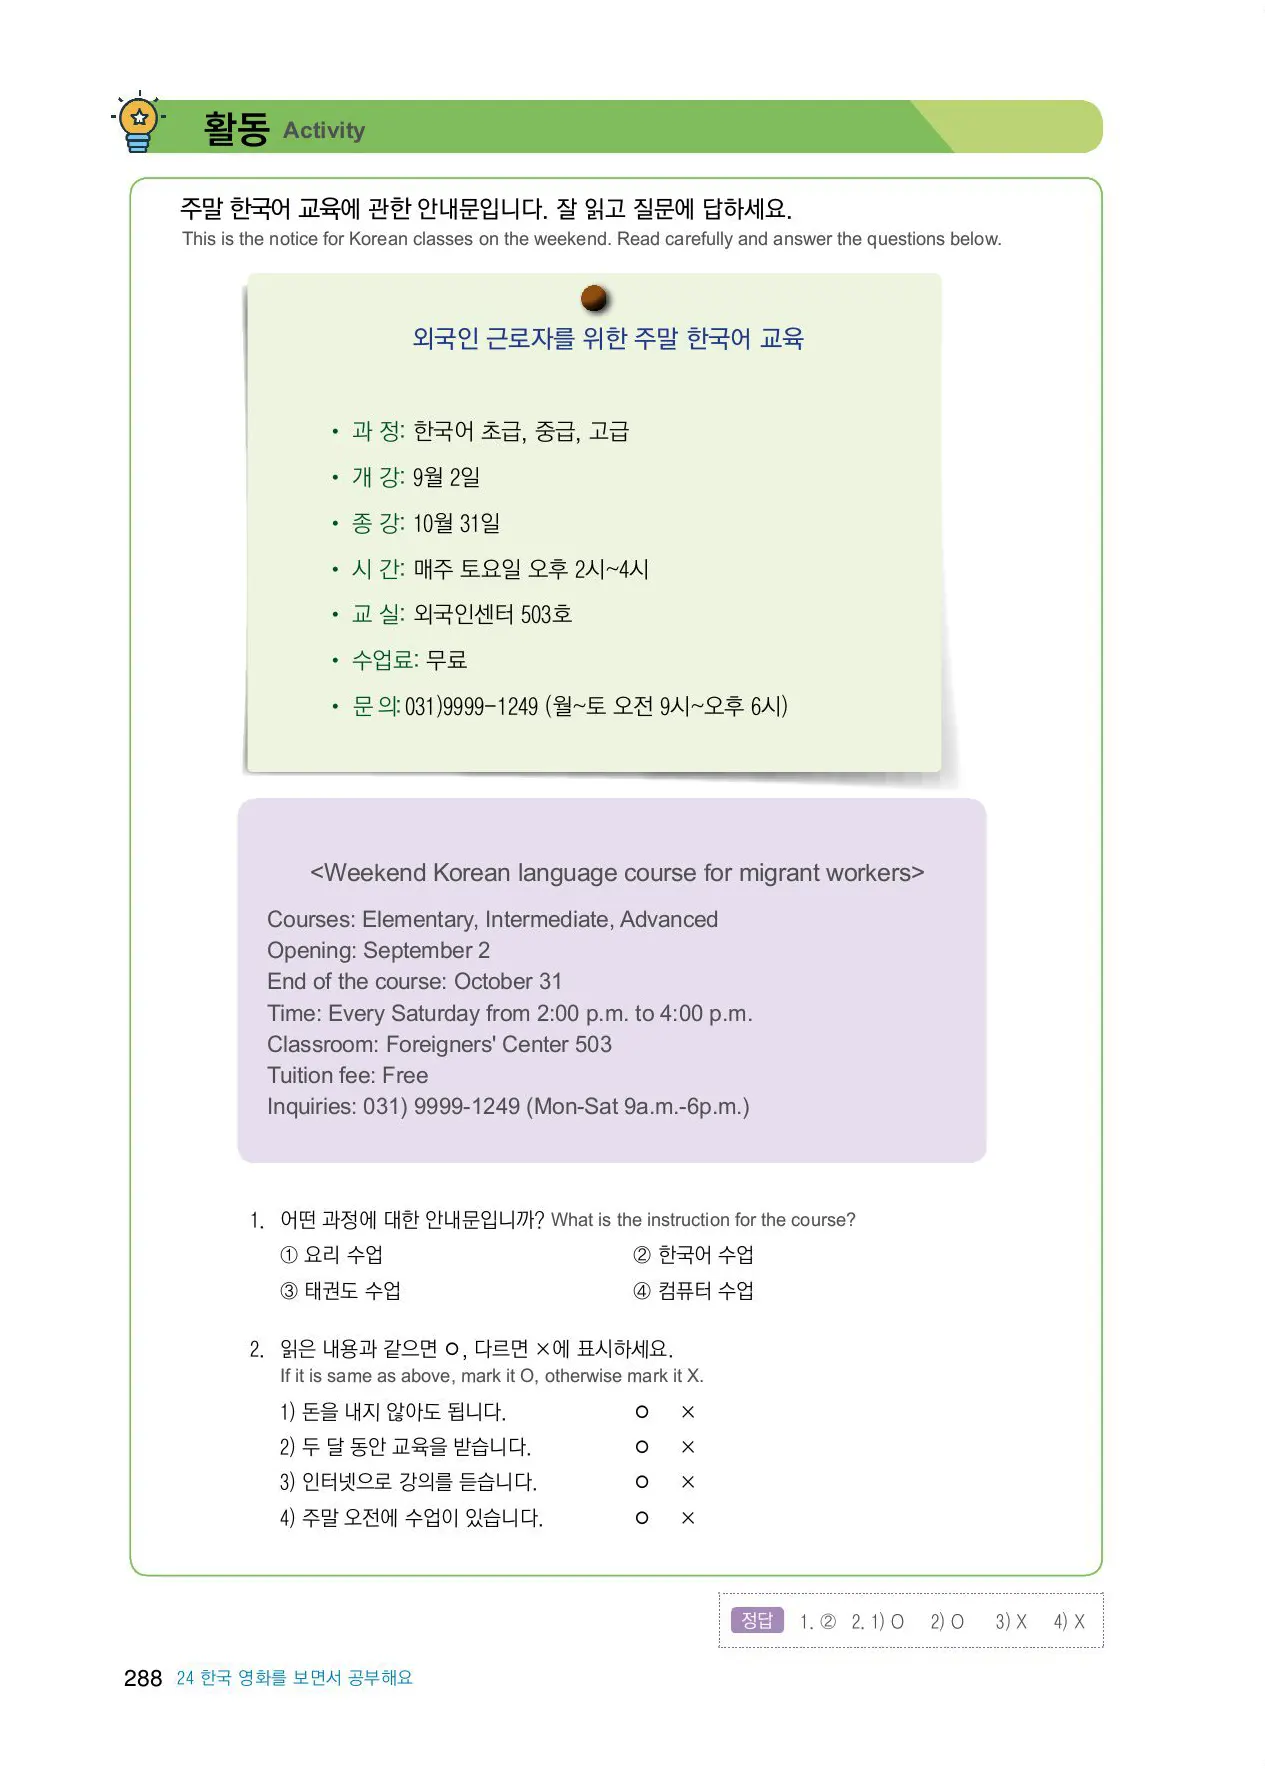 활동 Activity
주말 한국어 교육에 관한 안내문입니다. 잘 읽고 질문에 답하세요.
This is the notice for Korean classes on the weekend. Read carefully and answer the questions below.
외국인 근로자를 위한 주말 한국어 교육
• 과 정: 한국어 초급, 중급, 고급
• 개 강: 9월 2일
• 종 강: 10월 31일
• 시 간: 매주 토요일 오후 2시~4시
• 교 실: 외국인센터 503호
• 수업료: 무료
• 문 의: 031)9999-1249 (월~토 오전 9시~오후 6시)
<Weekend Korean language course for migrant workers>
Courses: Elementary, Intermediate, Advanced
Opening: September 2
End of the course: October 31
Time: Every Saturday from 2:00 p.m. to 4:00 p.m.
Classroom: Foreigners' Center 503
Tuition fee: Free
Inquiries: 031) 9999-1249 (Mon-Sat 9a.m.-6p.m.)
1. 어떤 과정에 대한 안내문입니까? What is the instruction for the course?
① 요리 수업 ② 한국어 수업
③ 태권도 수업 ④ 컴퓨터 수업
2. 읽은 내용과 같으면 O, 다르면 ×에 표시하세요.
If it is same as above, mark it O, otherwise mark it X.
1) 돈을 내지 않아도 됩니다. O ×
2) 두 달 동안 교육을 받습니다. O ×
3) 인터넷으로 강의를 듣습니다. O ×
4) 주말 오전에 수업이 있습니다. O ×
정답 1. ② 2. 1) O 2) O 3) X 4) X
288 24 한국 영화를 보면서 공부해요